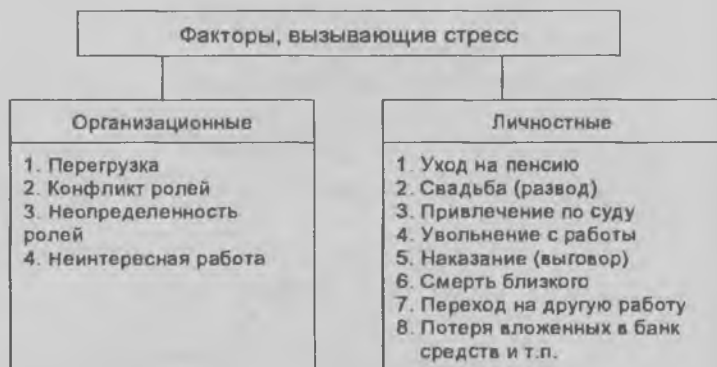 Факторы, вызывающие стресс
Организационные
1. Перегрузка
2. Конфликт ролей
3. Неопределенность
ролей
4. Неинтересная работа
Личностные
1. Уход на пенсию
2. Свадьба (развод)
3. Привлечение по суду
4. Увольнение с работы
5. Наказание (выговор)
6. Смерть близкого
7. Переход на другую работу
8. Потеря вложенных в банк
средств и т.п.